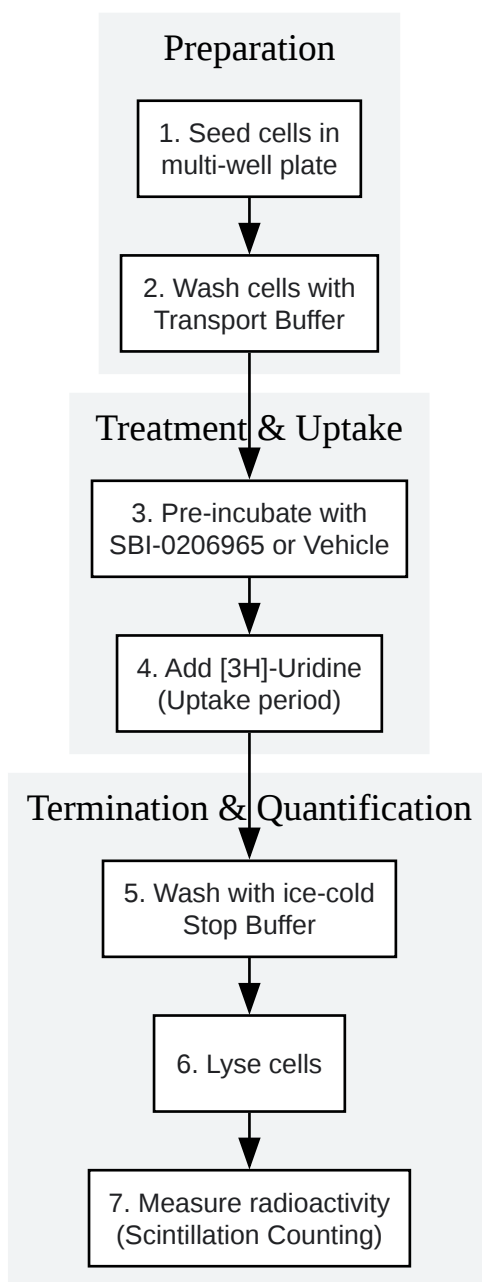 Preparation
1. Seed cells in
multi-well plate
2. Wash cells with
Transport Buffer
Treatment & Uptake
3. Pre-incubate with
SBI-0206965 or Vehicle
4. Add [3H]-Uridine
(Uptake period)
Termination & Quantification
5. Wash with ice-cold
Stop Buffer
6. Lyse cells
7. Measure radioactivity
(Scintillation Counting)